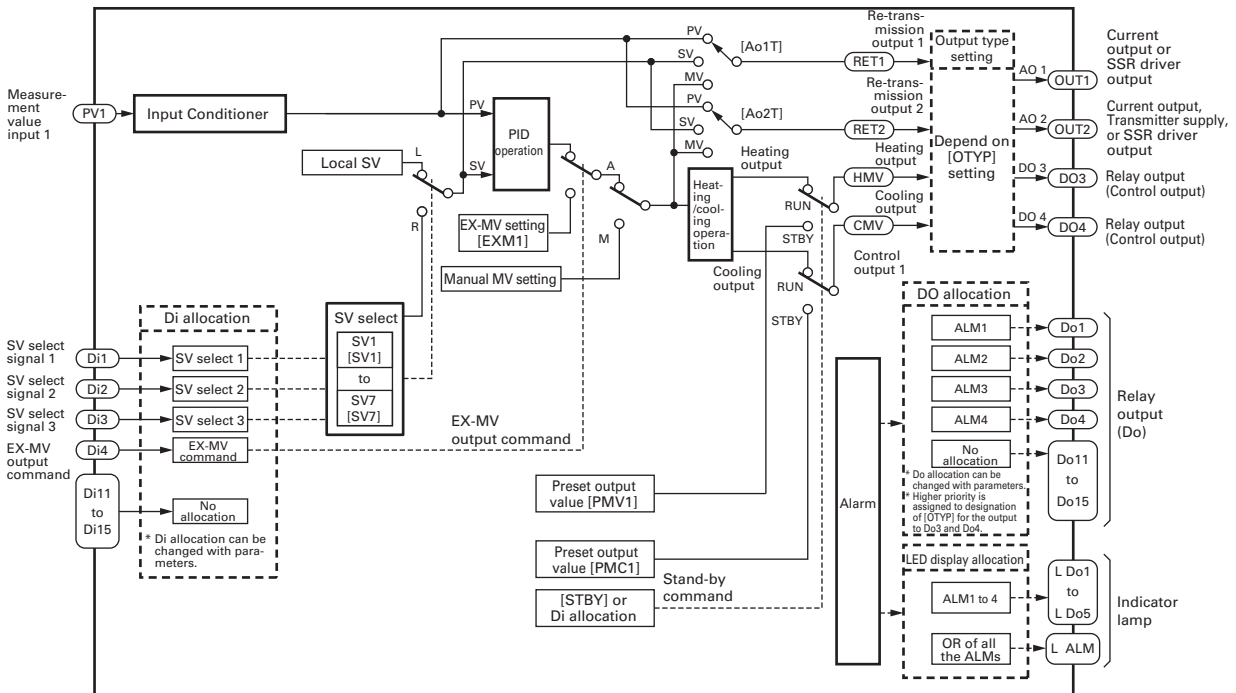 Measure-
ment
value
input 1
PV1
Input Conditioner
PV
SV
PID
operation
Local SV
L
R
EX-MV setting
[EXM1]
Manual MV setting
A
M
PV
SV
MV
[Ao1T]
PV
SV
MV
[Ao2T]
Re-trans-
mission
output 1
RET1
Re-trans-
mission
output 2
RET2
Heating
output
HMV
Cooling
output
CMV
Control
output 1
Heating
output
Heat-
ing
/cool-
ing
opera-
tion
Cooling
output
RUN
STBY
RUN
STBY
Output type
setting
Depend on
[OTYP]
setting
AO 1
OUT1
AO 2
OUT2
DO 3
DO3
DO 4
DO4
Current
output or
SSR driver
output
Current output,
Transmitter supply,
or SSR driver
output
Relay output
(Control output)
Relay output
(Control output)
SV select
signal 1
SV select
signal 2
SV select
signal 3
EX-MV
output
command
Di1
Di2
Di3
Di4
Di11
to
Di15
Di allocation
SV select 1
SV select 2
SV select 3
EX-MV
command
No
allocation
* Di allocation can be
changed with para-
meters.
SV select
SV1
[SV1]
to
SV7
[SV7]
EX-MV
output command
Preset output
value [PMV1]
Preset output
value [PMC1]
[STBY] or
Di allocation
Stand-by
command
Alarm
DO allocation
ALM1
ALM2
ALM3
ALM4
No
allocation
* Do allocation can be
changed with parameters.
* Higher priority is
assigned to designation
of [OTYP] for the output
to Do3 and Do4.
Do1
Do2
Do3
Do4
Do11
to
Do15
Relay
output
(Do)
LED display allocation
ALM1 to 4
OR of all
the ALMs
L Do1
to
L Do5
L ALM
Indicator
lamp